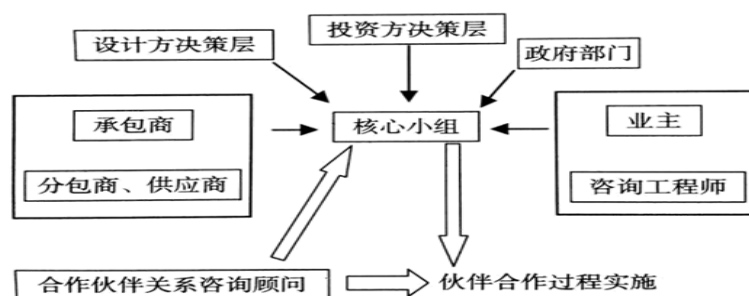 投资方决策层
设计方决策层
政府部门
承包商
核心小组
业主
分包商、供应商
咨询工程师
合作伙伴关系咨询顾问
伙伴合作过程实施